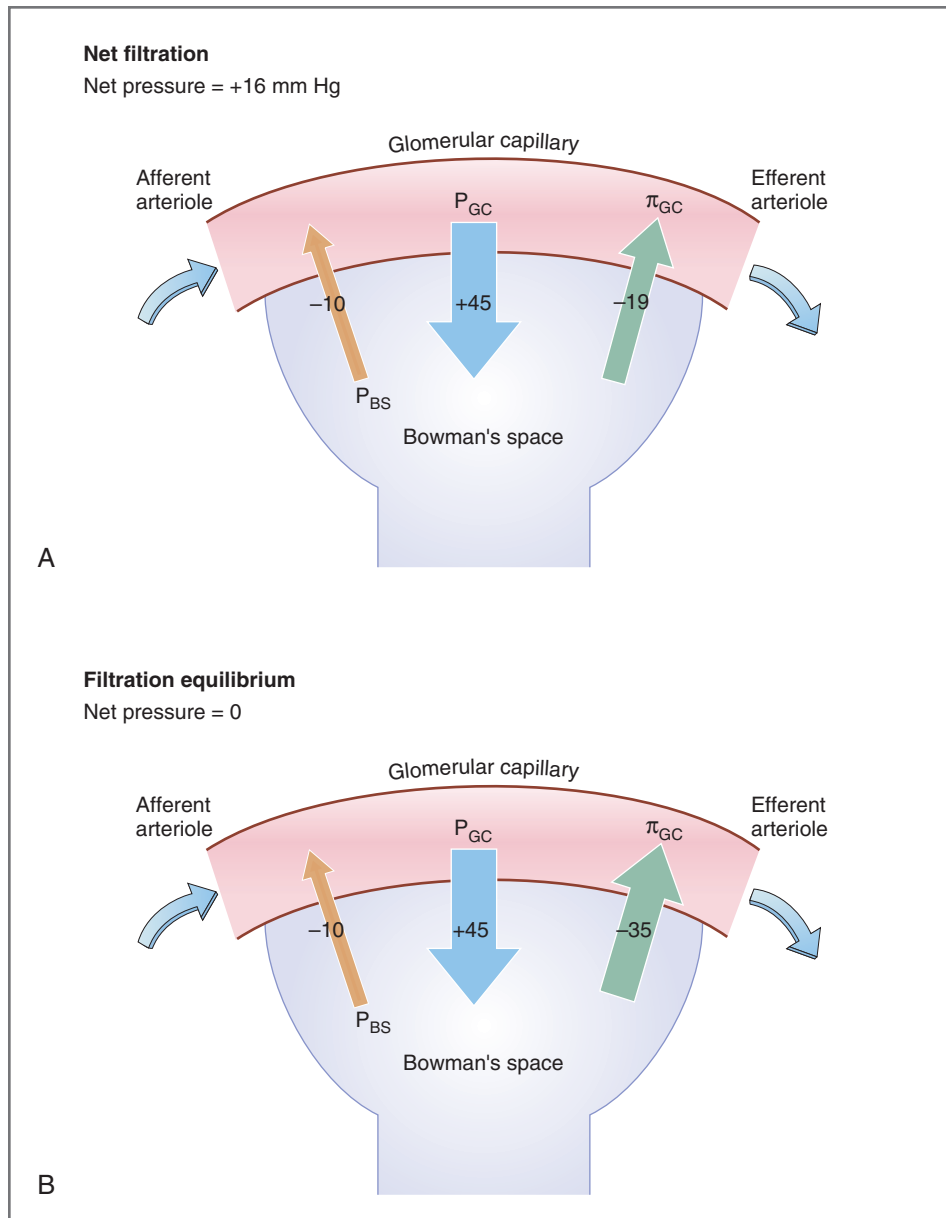 Net filtration
Net pressure = +16 mm Hg
Glomerular capillary
Afferent
arteriole
P_GC
π_GC
Efferent
arteriole
–10
+45
–19
P_BS
Bowman's space
A
Filtration equilibrium
Net pressure = 0
Glomerular capillary
Afferent
arteriole
P_GC
π_GC
Efferent
arteriole
–10
+45
–35
P_BS
Bowman's space
B